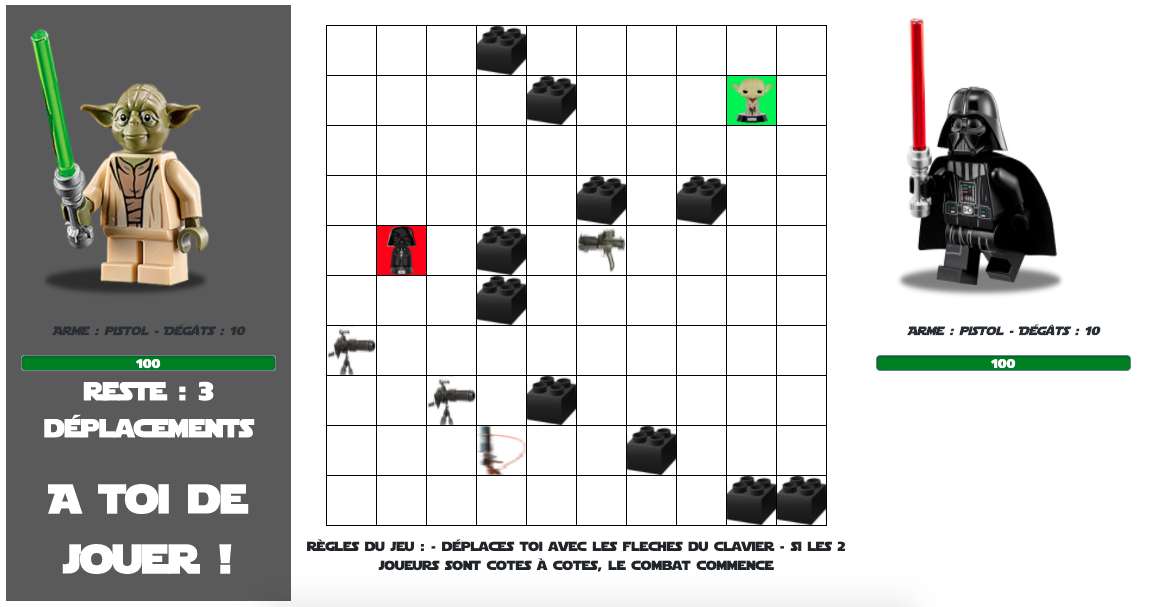 Arme : Pistol - Dégâts : 10
100
Reste : 3
déplacements
A toi de
jouer !
Règles du jeu : - Déplaces toi avec les fleches du clavier - Si les 2
joueurs sont cotes à cotes, le combat commence
Arme : Pistol - Dégâts : 10
100